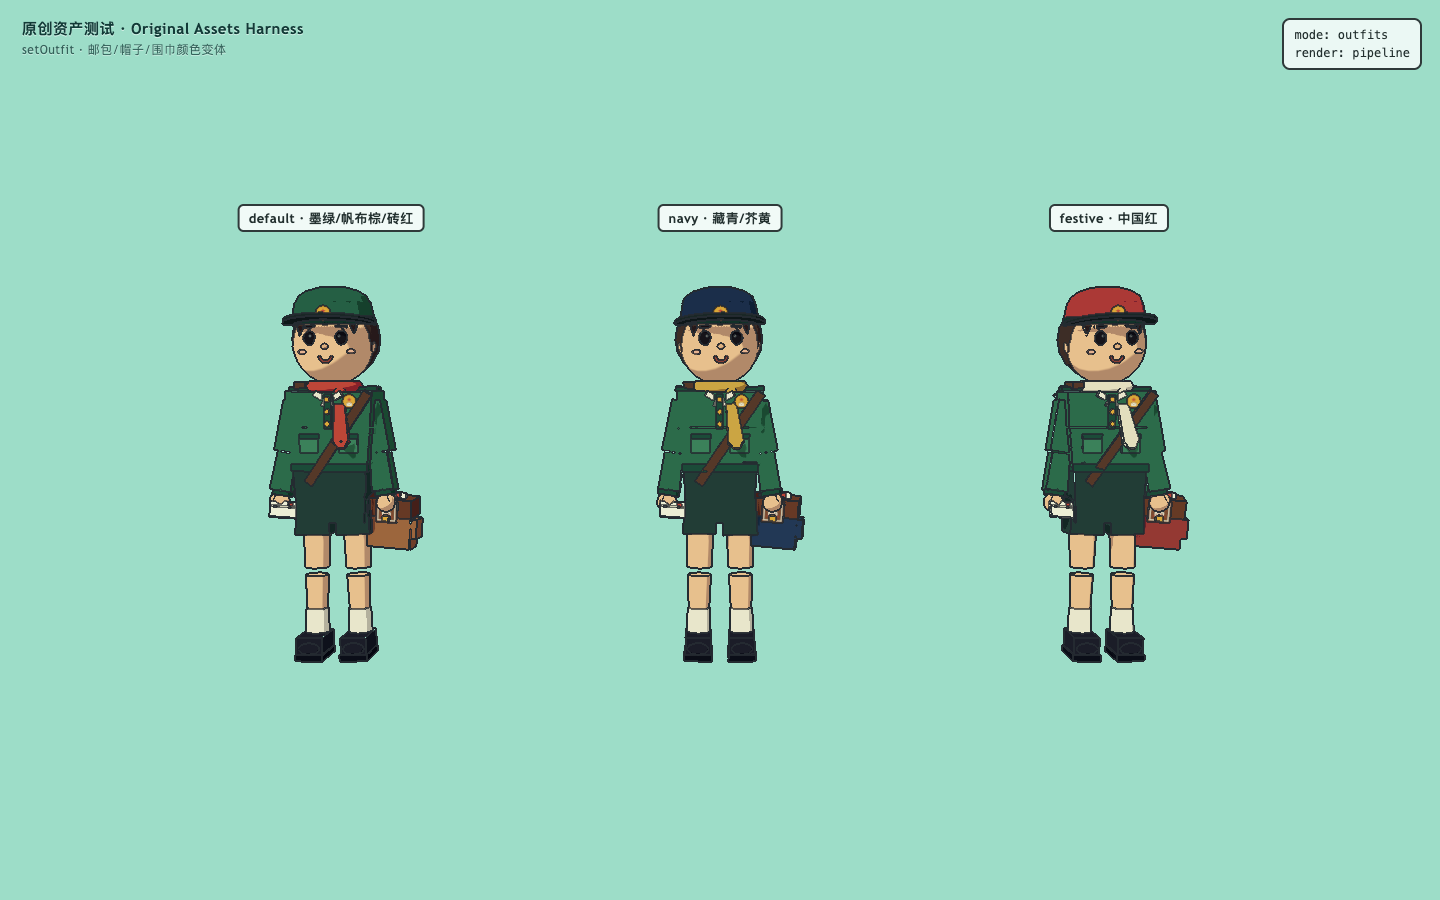 原创资产测试 · Original Assets Harness
setOutfit · 邮包/帽子/围巾颜色变体
mode: outfits
render: pipeline
default · 墨绿/帆布棕/砖红
navy · 藏青/芥黄
festive · 中国红